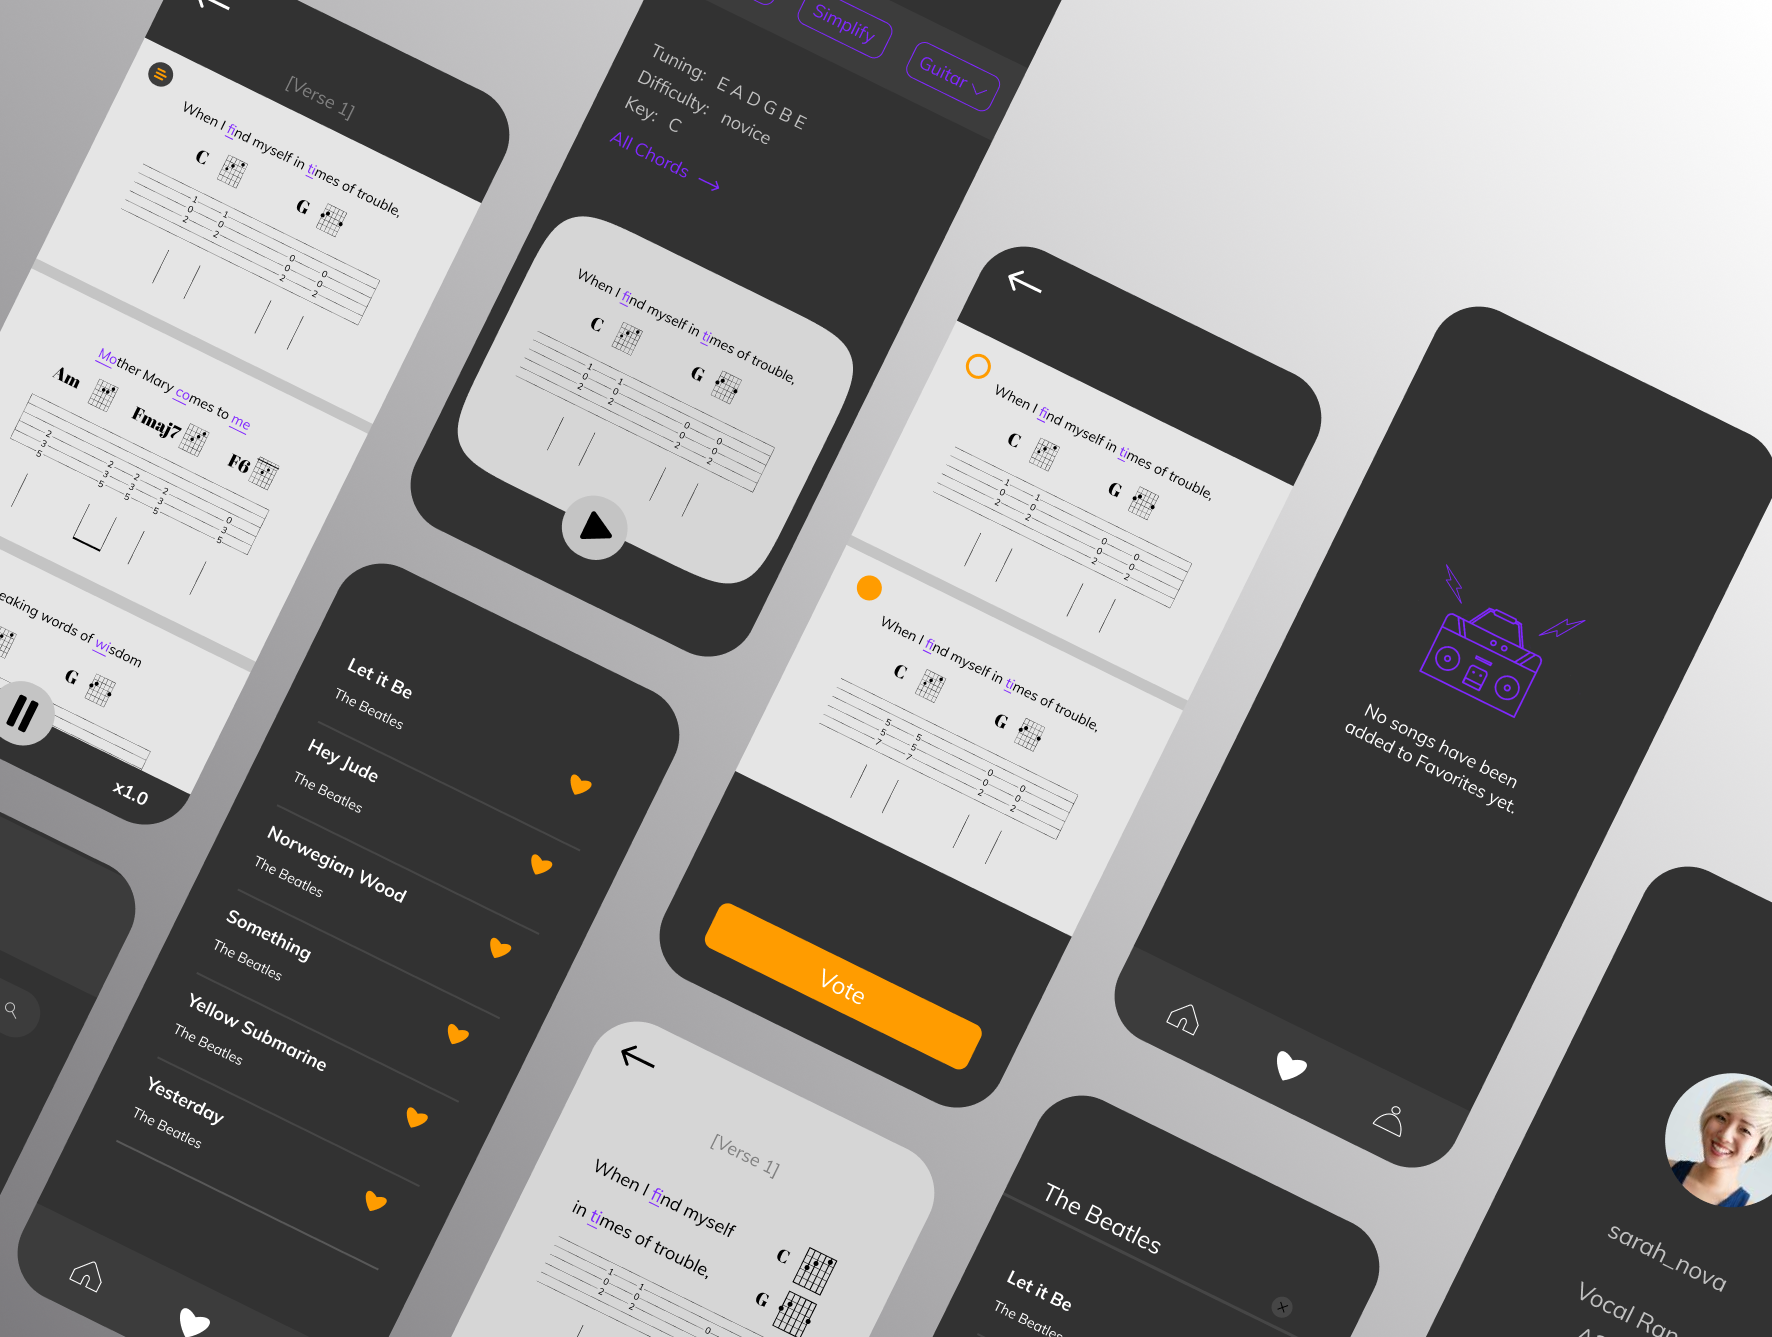 [Verse 1]
When I find myself in times of trouble,
C
G
1 1
0 0
2 2
0 0
0 0
2 2
Mother Mary comes to me
Am
Fmaj7
F6
2 2 2 2 0
3 3 3 3 3
5 5 5 5 5
eaking words of wisdom
G
x1.0
Simplify
Guitar
Tuning: E A D G B E
Difficulty: novice
Key: C
All Chords
When I find myself in times of trouble,
C
G
1 1
0 0
2 2
0 0
0 0
2 2
Let it Be
The Beatles
Hey Jude
The Beatles
Norwegian Wood
The Beatles
Something
The Beatles
Yellow Submarine
The Beatles
Yesterday
The Beatles
When I find myself in times of trouble,
C
G
1 1
0 0
2 2
0 0
0 0
2 2
When I find myself in times of trouble,
C
G
5 5
5 5
7 7
0 0
0 0
2 2
Vote
[Verse 1]
When I find myself
in times of trouble,
C
G
1 1
0 0
2 2
0
No songs have been
added to Favorites yet.
The Beatles
Let it Be
The Beatles
sarah_nova
Vocal Ran